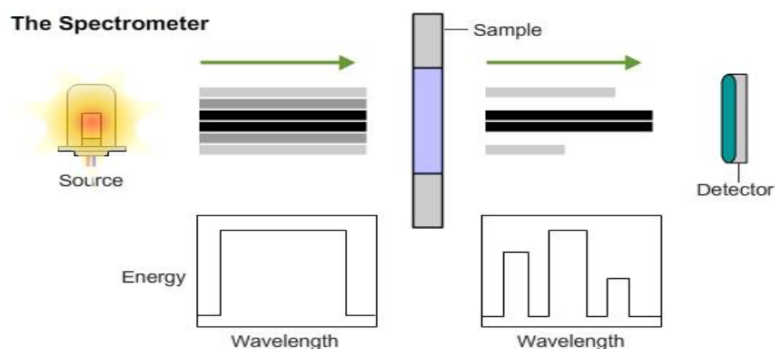 The Spectrometer
Sample
Source
Detector
Energy
Wavelength
Wavelength